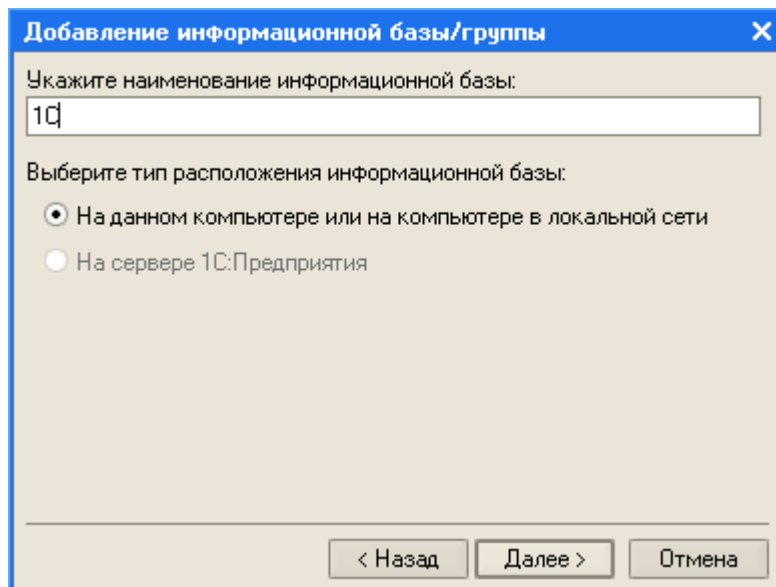 Добавление информационной базы/группы
Укажите наименование информационной базы:
1С
Выберите тип расположения информационной базы:
На данном компьютере или на компьютере в локальной сети
На сервере 1С:Предприятия
< Назад Далее > Отмена